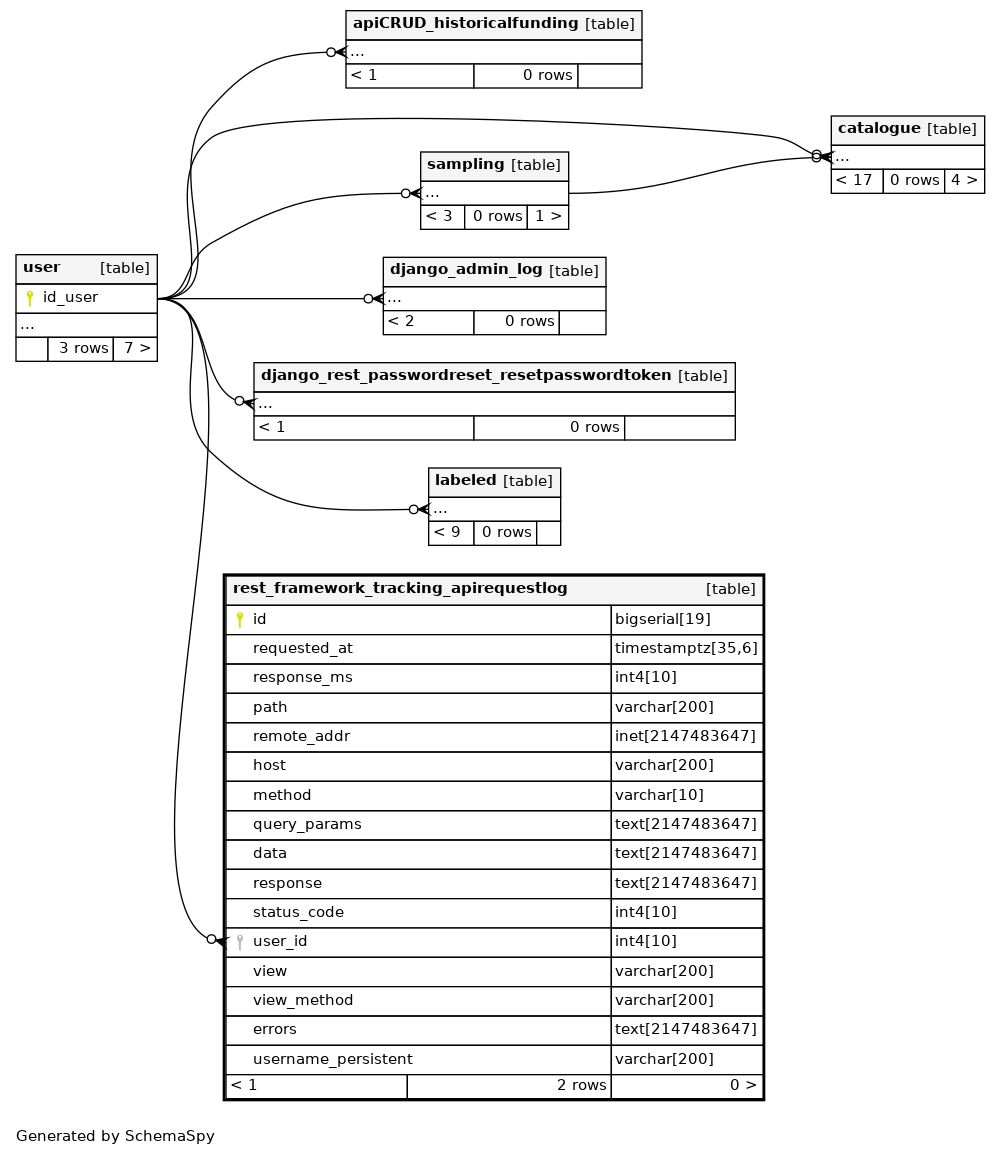 apiCRUD_historicalfunding [table]
...
< 1 0 rows
catalogue [table]
...
< 17 0 rows 4 >
sampling [table]
...
< 3 0 rows 1 >
user [table]
id_user
...
3 rows 7 >
django_admin_log [table]
...
< 2 0 rows
django_rest_passwordreset_resetpasswordtoken [table]
...
< 1 0 rows
labeled [table]
...
< 9 0 rows
rest_framework_tracking_apirequestlog [table]
id bigserial[19]
requested_at timestamptz[35,6]
response_ms int4[10]
path varchar[200]
remote_addr inet[2147483647]
host varchar[200]
method varchar[10]
query_params text[2147483647]
data text[2147483647]
response text[2147483647]
status_code int4[10]
user_id int4[10]
view varchar[200]
view_method varchar[200]
errors text[2147483647]
username_persistent varchar[200]
< 1 2 rows 0 >
Generated by SchemaSpy